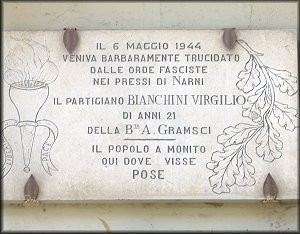 IL 6 MAGGIO 1944
VENIVA BARBARAMENTE TRUCIDATO
DALLE ORDE FASCISTE
NEI PRESSI DI NARNI
IL PARTIGIANO BIANCHINI VIRGILIO
DI ANNI 21
DELLA BTA A. GRAMSCI
IL POPOLO A MONITO
QUI DOVE VISSE
POSE
PACE